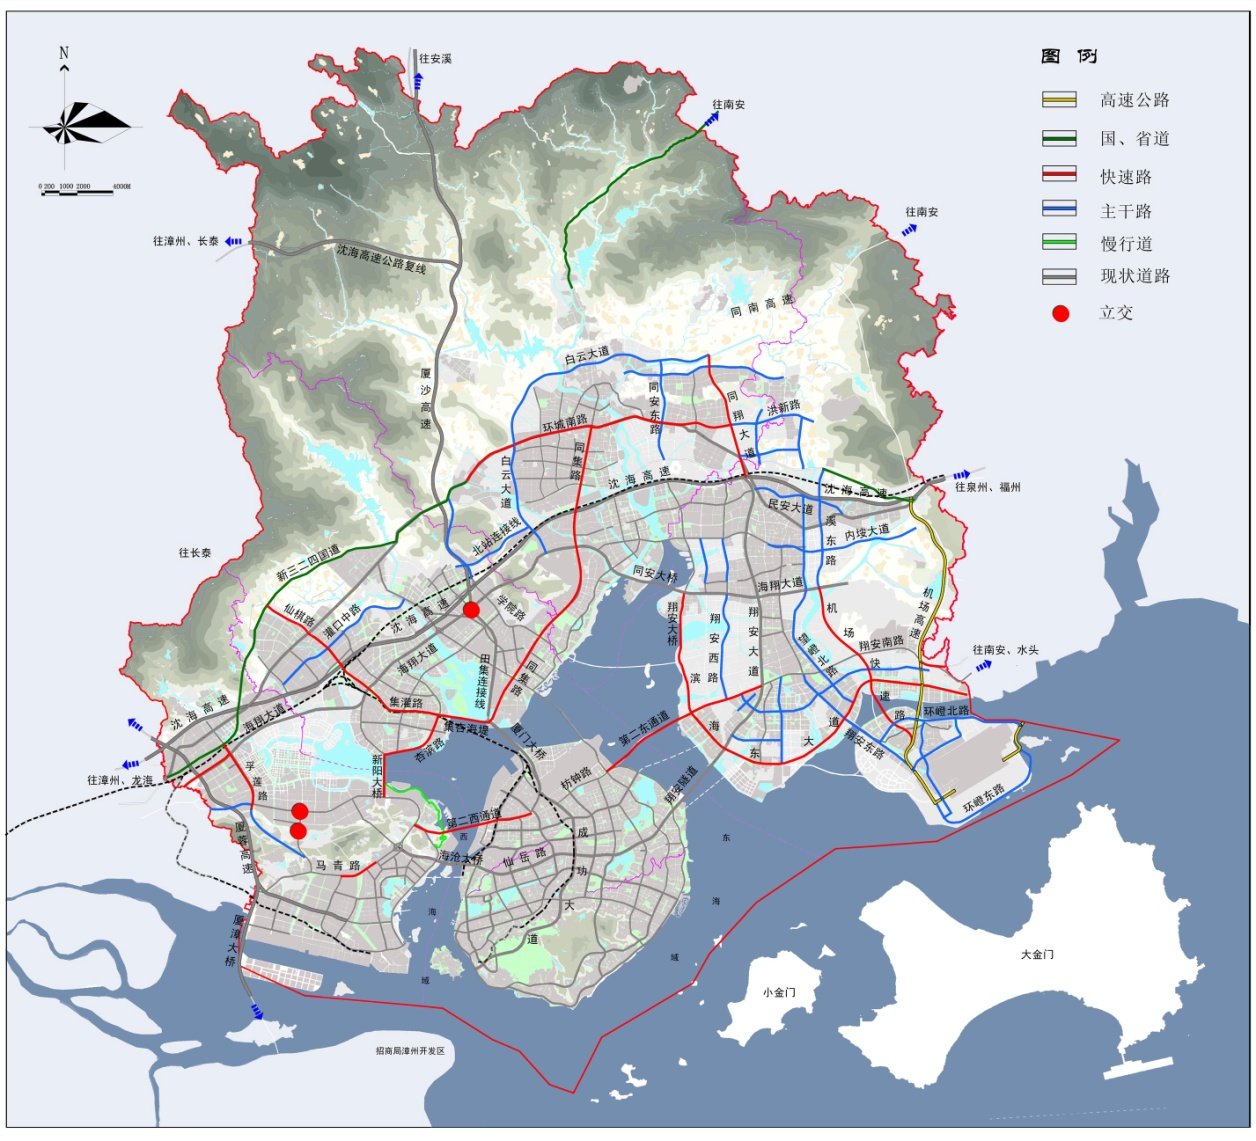 N
0 200 1000 2000 4000M
图 例
高速公路
国、省道
快速路
主干路
慢行道
现状道路
立交
往安溪
往南安
往南安
往漳州、长泰
沈海高速公路复线
同南高速
厦沙高速
白云大道
同安东路
同翔大道
洪新路
环城南路
同集路
白云大道
沈海高速
沈海高速
往泉州、福州
民安大道
溪东路
内垵大道
北站连接线
往长泰
新三二四国道
同安大桥
海翔大道
机场高速
仙棋路
灌口中路
沈海高速
学院路
翔安大桥
翔安西路
翔安大道
望嶝北路
机场快速路
翔安南路
往南安、水头
海翔大道
田集连接线
同集路
滨海东大道
沈海高速
海翔大道
集灌路
集杏海堤
厦门大桥
第二东通道
环嶝北路
翔安东路
往漳州、龙海
孚莲路
新阳大桥
杏滨路
枋钟路
翔安隧道
环嶝东路
第二西通道
厦蓉高速
马青路
海沧大桥
仙岳路
成功大道
西海域
东海域
厦漳大桥
大金门
小金门
招商局漳州开发区